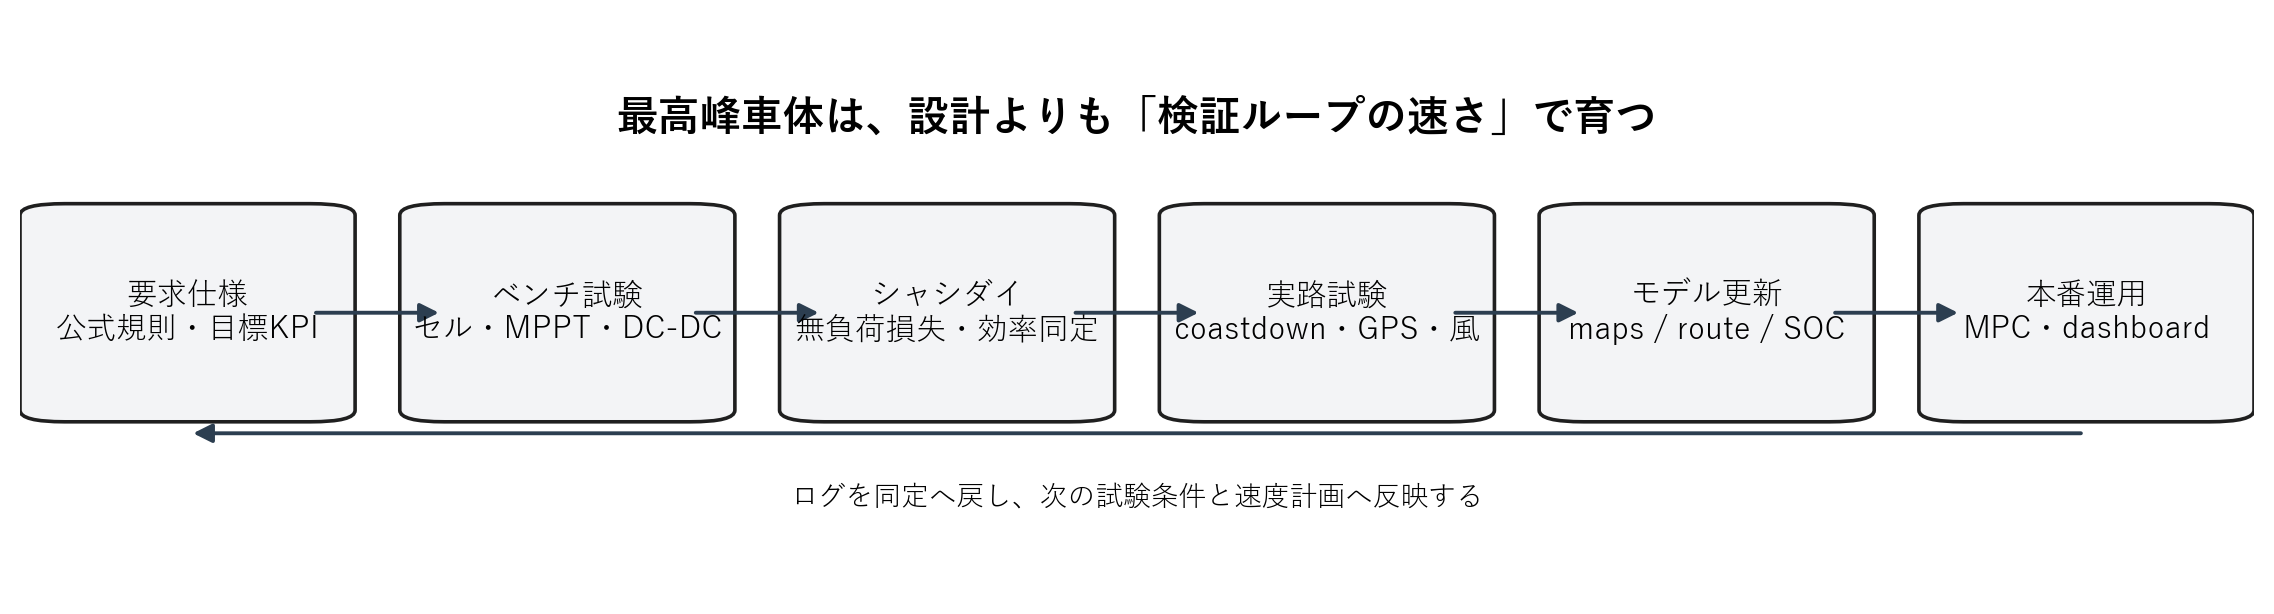 最高峰車体は、設計よりも「検証ループの速さ」で育つ
要求仕様
公式規則・目標KPI
ベンチ試験
セル・MPPT・DC-DC
シャシダイ
無負荷損失・効率同定
実路試験
coastdown・GPS・風
モデル更新
maps / route / SOC
本番運用
MPC・dashboard
ログを同定へ戻し、次の試験条件と速度計画へ反映する